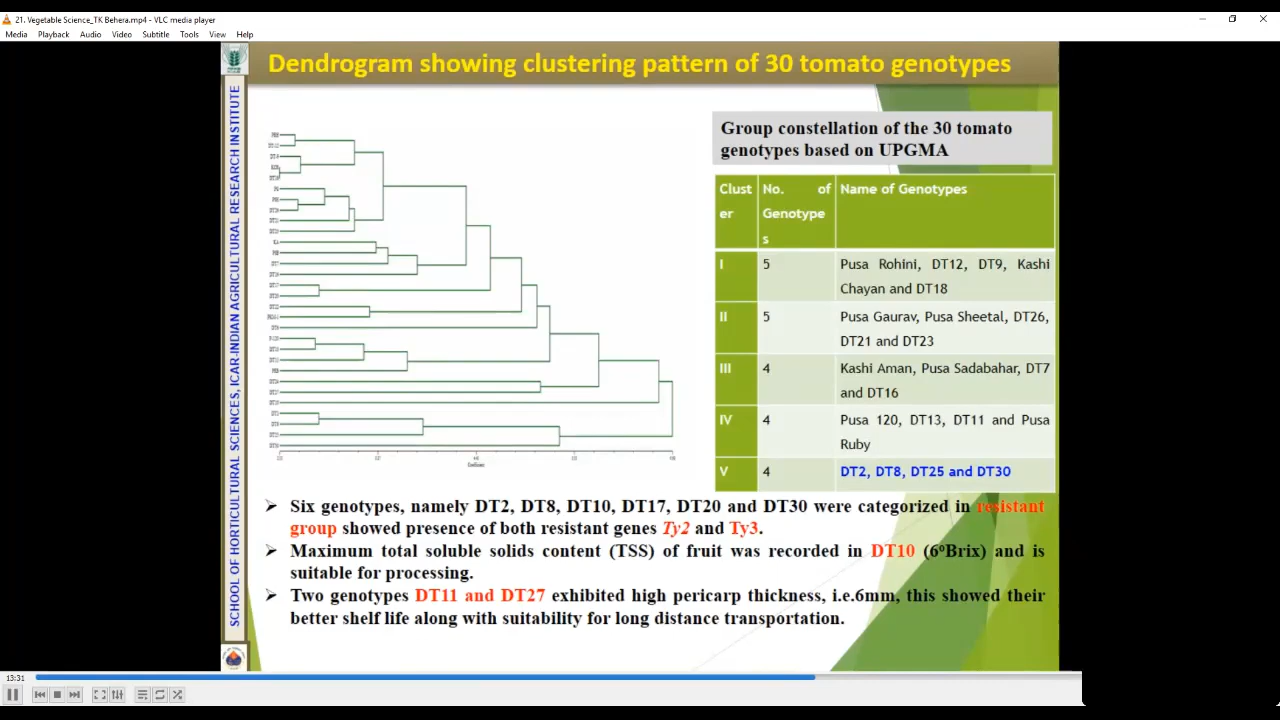 21. Vegetable Science_TK Behera.mp4 - VLC media player
Media Playback Audio Video Subtitle Tools View Help
Dendrogram showing clustering pattern of 30 tomato genotypes
SCHOOL OF HORTICULTURAL SCIENCES, ICAR-INDIAN AGRICULTURAL RESEARCH INSTITUTE
Group constellation of the 30 tomato
genotypes based on UPGMA
Clust No. of Name of Genotypes
er Genotype
s
I 5 Pusa Rohini, DT12, DT9, Kashi
Chayan and DT18
II 5 Pusa Gaurav, Pusa Sheetal, DT26,
DT21 and DT23
III 4 Kashi Aman, Pusa Sadabahar, DT7
and DT16
IV 4 Pusa 120, DT13, DT11 and Pusa
Ruby
V 4 DT2, DT8, DT25 and DT30
➢ Six genotypes, namely DT2, DT8, DT10, DT17, DT20 and DT30 were categorized in resistant
group showed presence of both resistant genes Ty2 and Ty3.
➢ Maximum total soluble solids content (TSS) of fruit was recorded in DT10 (6°Brix) and is
suitable for processing.
➢ Two genotypes DT11 and DT27 exhibited high pericarp thickness, i.e.6mm, this showed their
better shelf life along with suitability for long distance transportation.
13:31